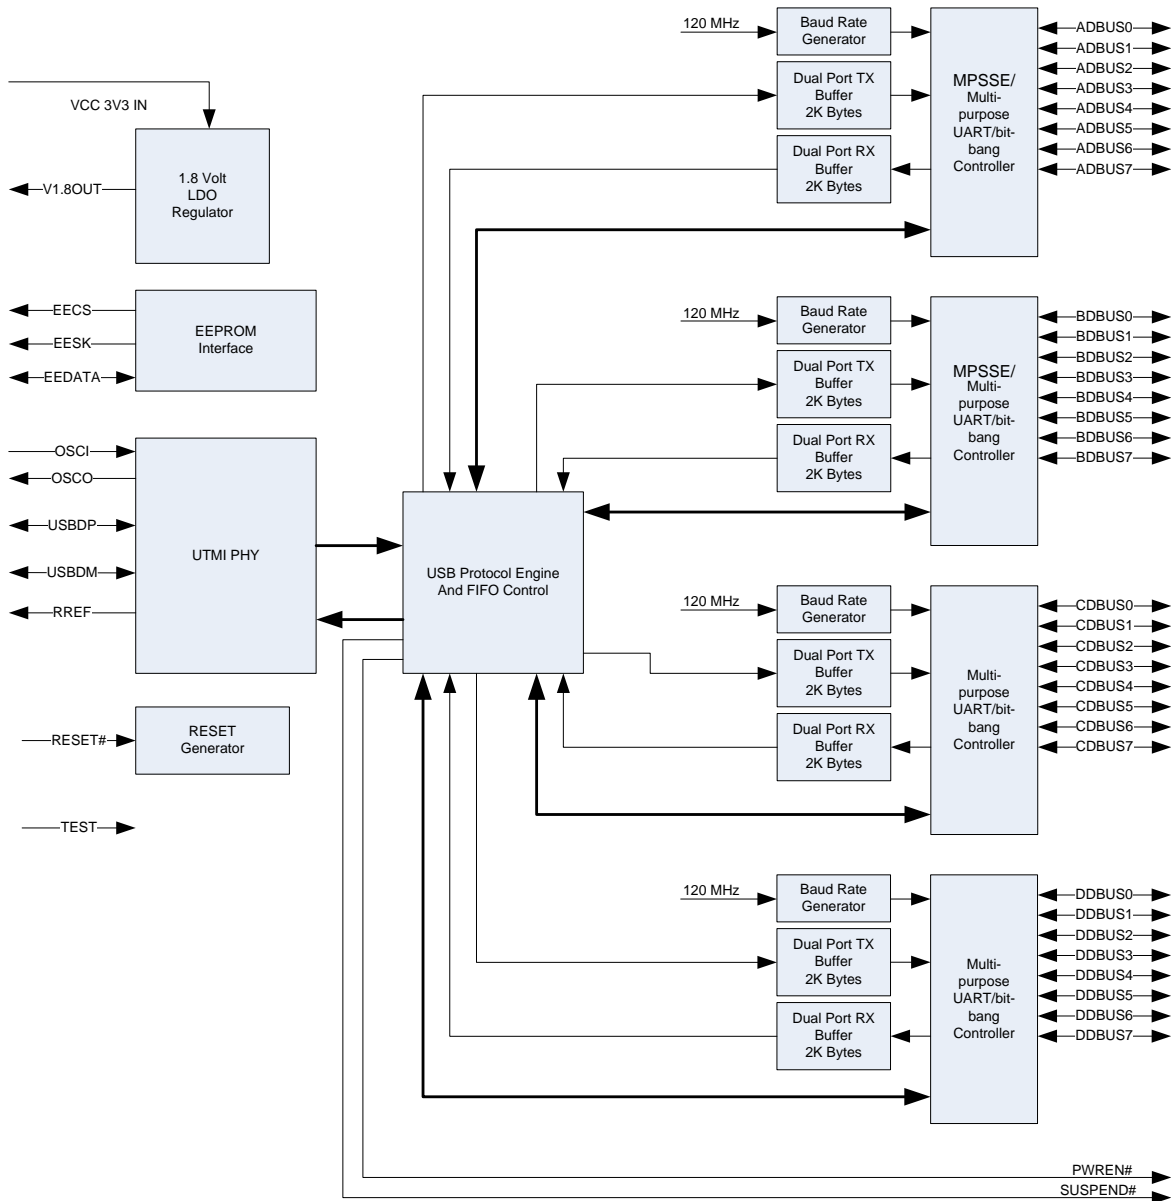 VCC 3V3 IN
1.8 Volt
LDO
Regulator
V1.8OUT
EECS
EESK
EEDATA
EEPROM
Interface
OSCI
OSCO
USBDP
USBDM
RREF
UTMI PHY
RESET#
RESET
Generator
TEST
USB Protocol Engine
And FIFO Control
120 MHz
Baud Rate
Generator
Dual Port TX
Buffer
2K Bytes
Dual Port RX
Buffer
2K Bytes
MPSSE/
Multi-
purpose
UART/bit-
bang
Controller
ADBUS0
ADBUS1
ADBUS2
ADBUS3
ADBUS4
ADBUS5
ADBUS6
ADBUS7
120 MHz
Baud Rate
Generator
Dual Port TX
Buffer
2K Bytes
Dual Port RX
Buffer
2K Bytes
MPSSE/
Multi-
purpose
UART/bit-
bang
Controller
BDBUS0
BDBUS1
BDBUS2
BDBUS3
BDBUS4
BDBUS5
BDBUS6
BDBUS7
120 MHz
Baud Rate
Generator
Dual Port TX
Buffer
2K Bytes
Dual Port RX
Buffer
2K Bytes
Multi-
purpose
UART/bit-
bang
Controller
CDBUS0
CDBUS1
CDBUS2
CDBUS3
CDBUS4
CDBUS5
CDBUS6
CDBUS7
120 MHz
Baud Rate
Generator
Dual Port TX
Buffer
2K Bytes
Dual Port RX
Buffer
2K Bytes
Multi-
purpose
UART/bit-
bang
Controller
DDBUS0
DDBUS1
DDBUS2
DDBUS3
DDBUS4
DDBUS5
DDBUS6
DDBUS7
PWREN#
SUSPEND#